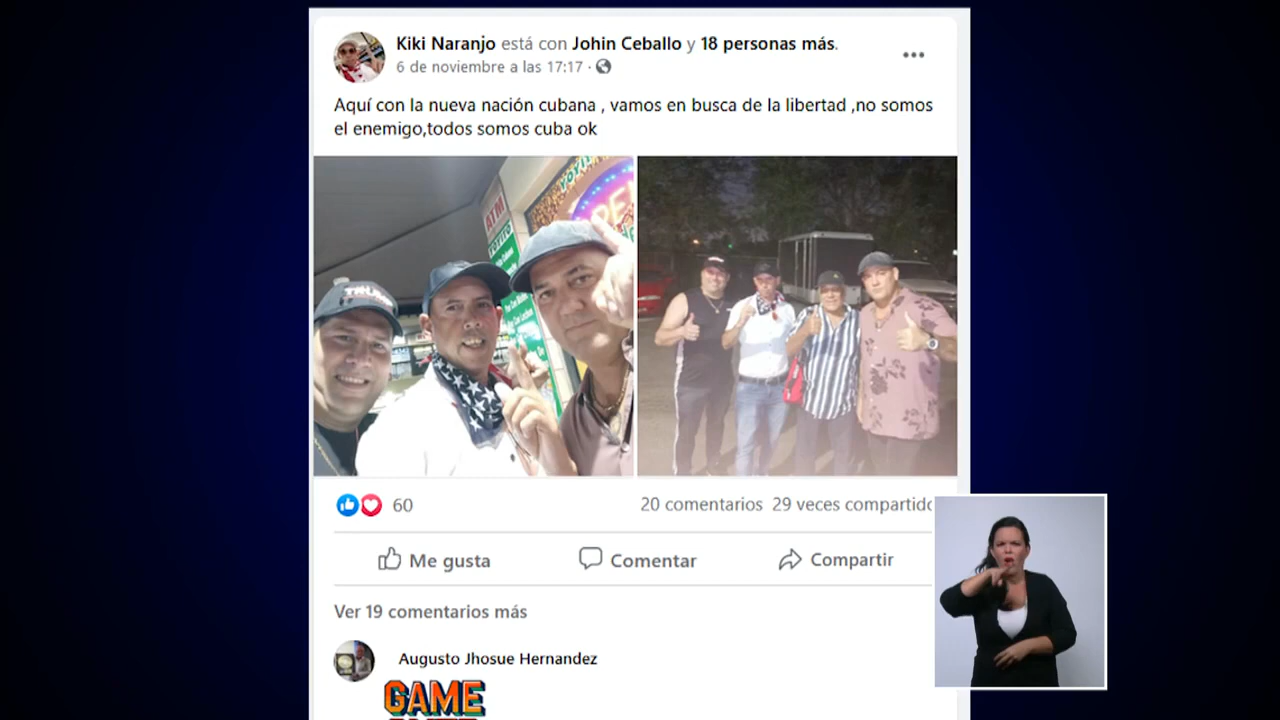 Kiki Naranjo está con Johin Ceballo y 18 personas más.
6 de noviembre a las 17:17 ·
Aquí con la nueva nación cubana , vamos en busca de la libertad ,no somos
el enemigo,todos somos cuba ok
ATM
TRUMP
60
20 comentarios 29 veces compartido
Me gusta
Comentar
Compartir
Ver 19 comentarios más
Augusto Jhosue Hernandez
GAME